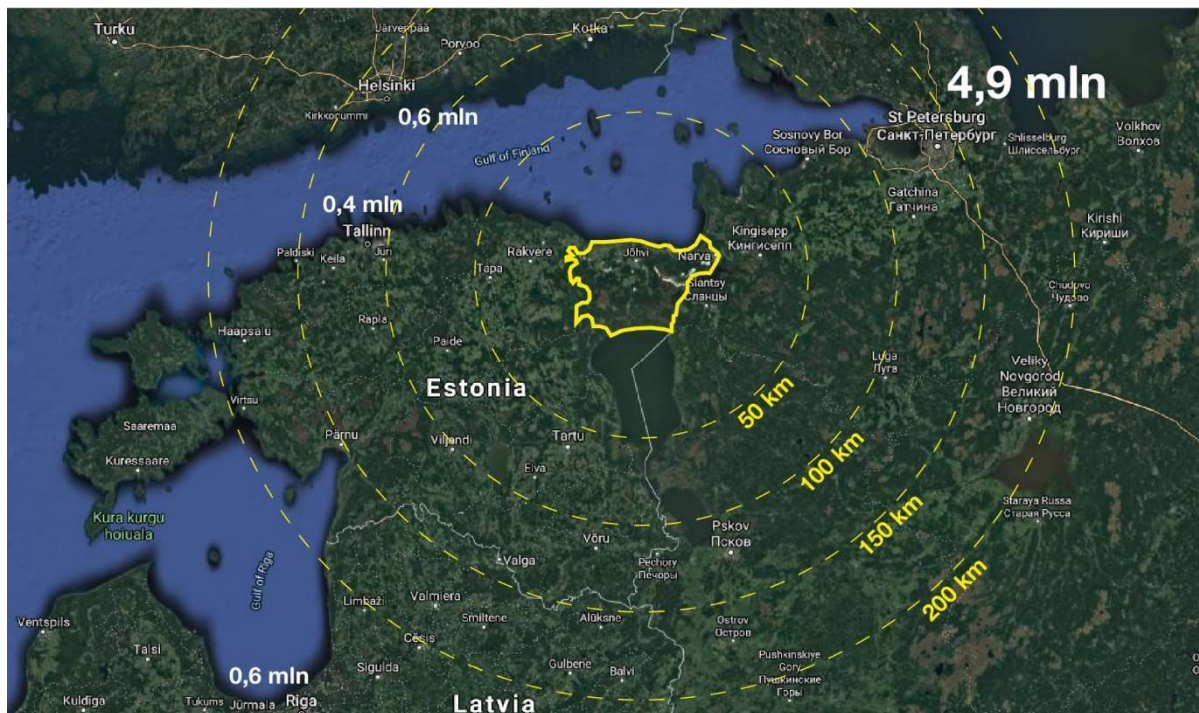 Turku
Järvenpää
Kotka
Porvoo
Helsinki
Kirkkonummi
0,6 mln
Gulf of Finland
4,9 mln
St Petersburg
Санкт-Петербург
Sosnovy Bor
Сосновый Бор
Shlisselburg
Шлиссельбург
Volkhov
Волхов
Gatchina
Гатчина
Kirishi
Кириши
0,4 mln
Tallinn
Paldiski
Keila
Jüri
Rakvere
Tapa
Jõhvi
Narva
Kingisepp
Кингисепп
Slantsy
Сланцы
Chudovo
Чудово
Haapsalu
Rapla
Paide
Luga
Луга
Veliky
Novgorod
Великий
Новгород
Estonia
Virtsu
50 km
Saaremaa
Pärnu
Viljandi
Tartu
Kuressaare
Elva
100 km
Kura kurgu
hoiuala
Staraya Russa
Старая Русса
150 km
Pskov
Псков
Võru
Valga
Pechory
Печоры
200 km
Gulf of Riga
Limbaži
Valmiera
Smiltene
Alūksne
Ostrov
Остров
Ventspils
Talsi
Cēsis
Sigulda
Gulbene
Balvi
Pushkinskiye
Gory
Пушкинские
Горы
0,6 mln
Kuldīga
Tukums
Jūrmala
Riga
Latvia